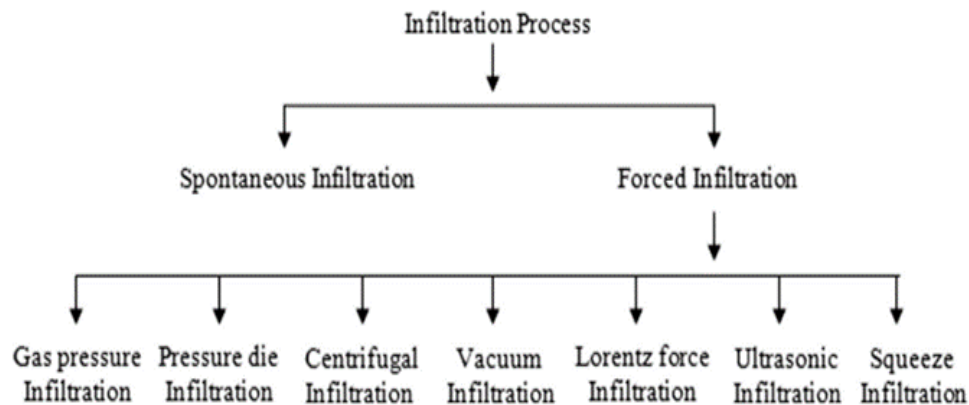 Infiltration Process
Spontaneous Infiltration
Forced Infiltration
Gas pressure
Infiltration
Pressure die
Infiltration
Centrifugal
Infiltration
Vacuum
Infiltration
Lorentz force
Infiltration
Ultrasonic
Infiltration
Squeeze
Infiltration